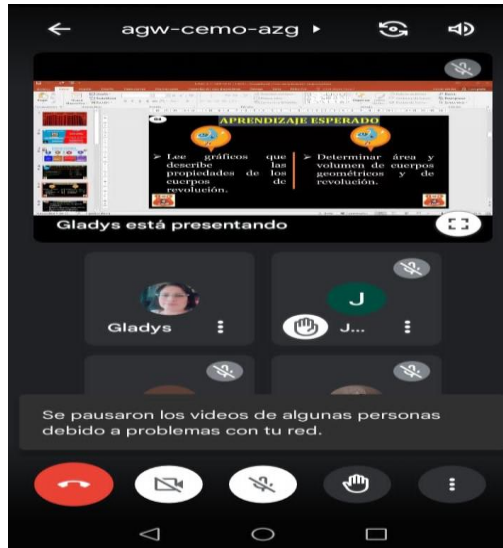 agw-cemo-azg
APRENDIZAJE ESPERADO
➢ Lee gráficos que
describe las
propiedades de los
cuerpos de
revolución.
➢ Determinar área y
volumen de cuerpos
geométricos y de
revolución.
Gladys está presentando
Gladys
J
J...
Se pausaron los videos de algunas personas
debido a problemas con tu red.